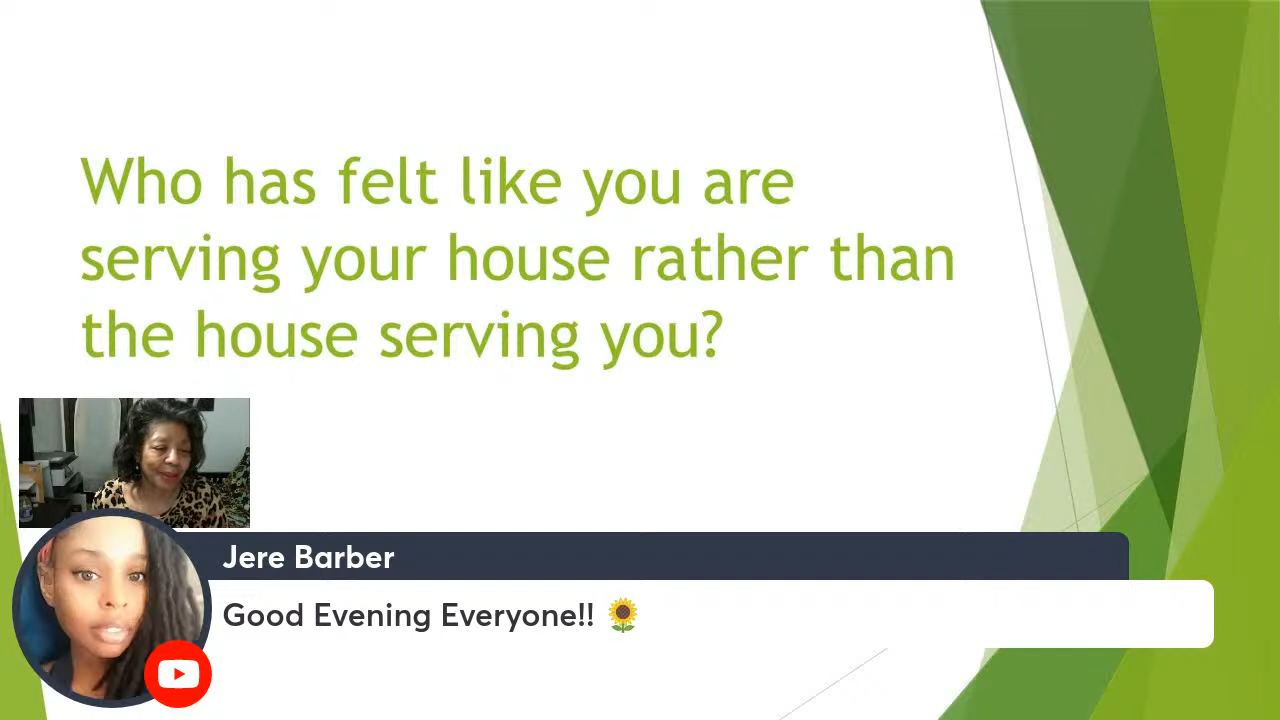 Who has felt like you are
serving your house rather than
the house serving you?
Jere Barber
Good Evening Everyone!! 🌻